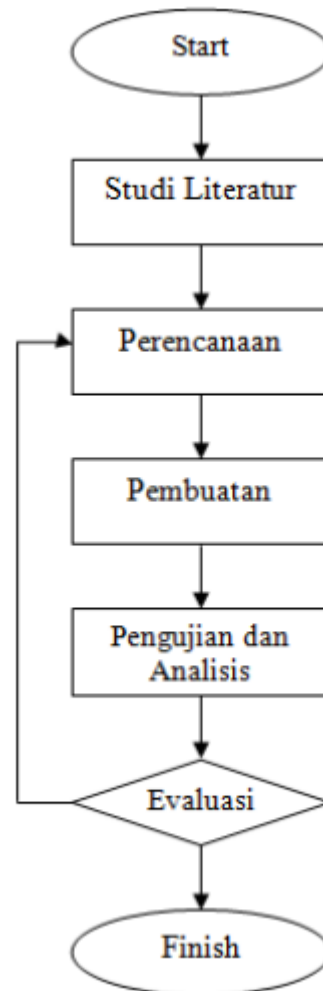 Start
Studi Literatur
Perencanaan
Pembuatan
Pengujian dan
Analisis
Evaluasi
Finish